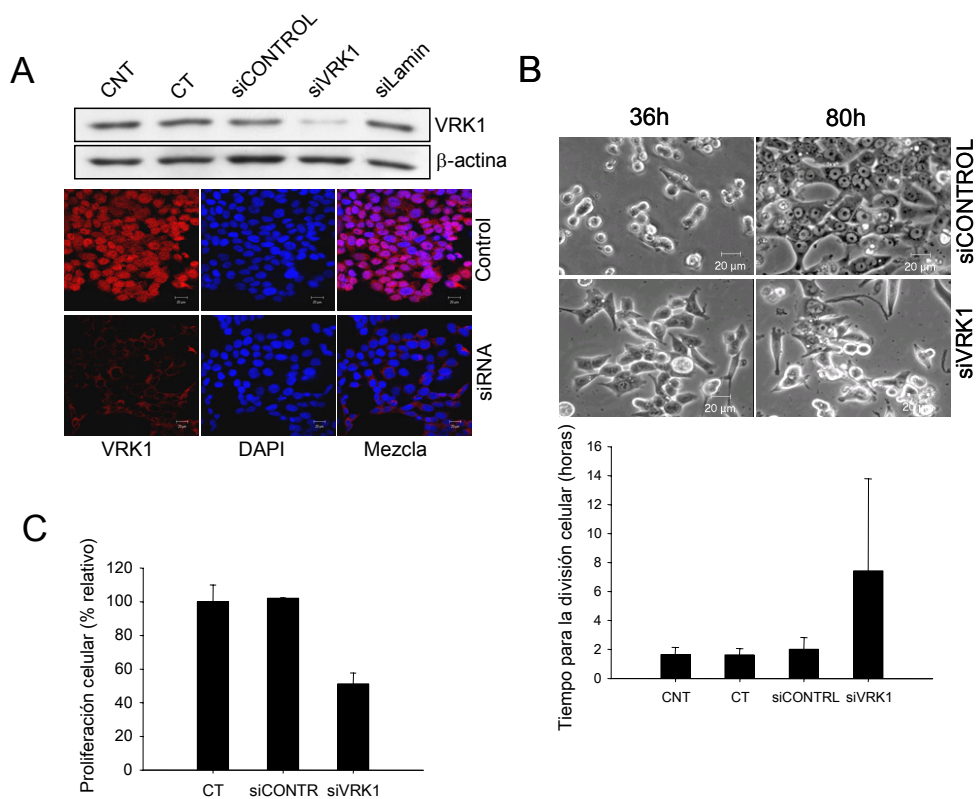 A
CNT
CT
siCONTROL
siVRK1
siLamin
VRK1
β-actina
Control
siRNA
VRK1
DAPI
Mezcla
B
36h
80h
siCONTROL
20 µm
20 µm
siVRK1
20 µm
20 µm
Tiempo para la división celular (horas)
16
14
12
10
8
6
4
2
0
CNT
CT
siCONTRL
siVRK1
C
Proliferación celular (% relativo)
120
100
80
60
40
20
0
CT
siCONTR
siVRK1